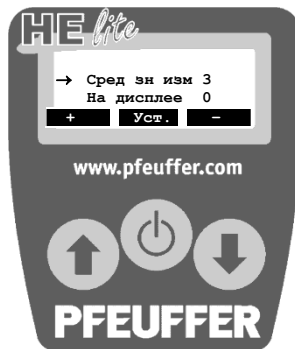 HE lite
→ Сред зн изм 3
На дисплее 0
+ Уст. -
www.pfeuffer.com
PFEUFFER